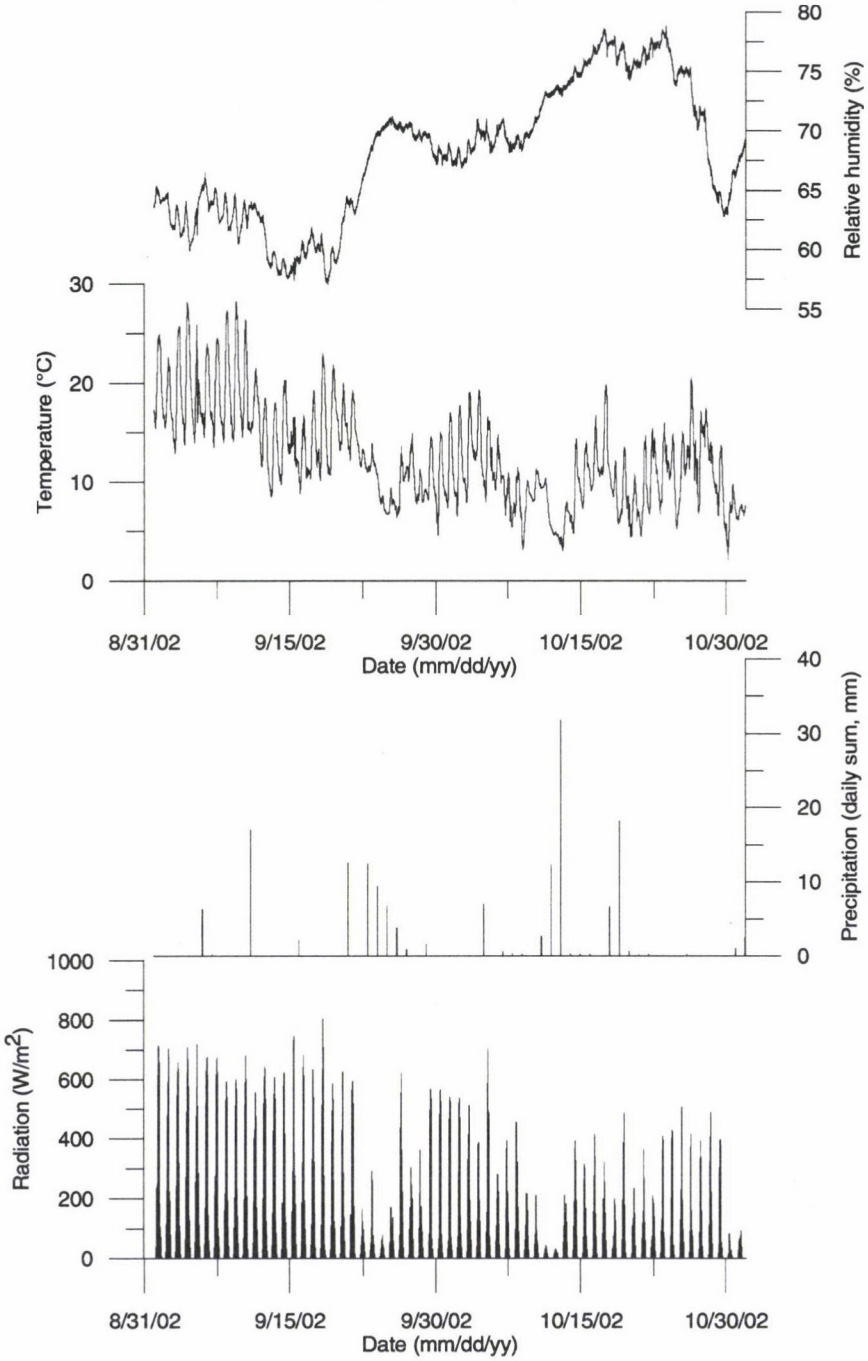 80
75
70
65
60
55
Relative humidity (%)
30
20
10
0
Temperature (°C)
8/31/02 9/15/02 9/30/02 10/15/02 10/30/02
Date (mm/dd/yy)
40
30
20
10
0
Precipitation (daily sum, mm)
1000
800
600
400
200
0
Radiation (W/m²)
8/31/02 9/15/02 9/30/02 10/15/02 10/30/02
Date (mm/dd/yy)